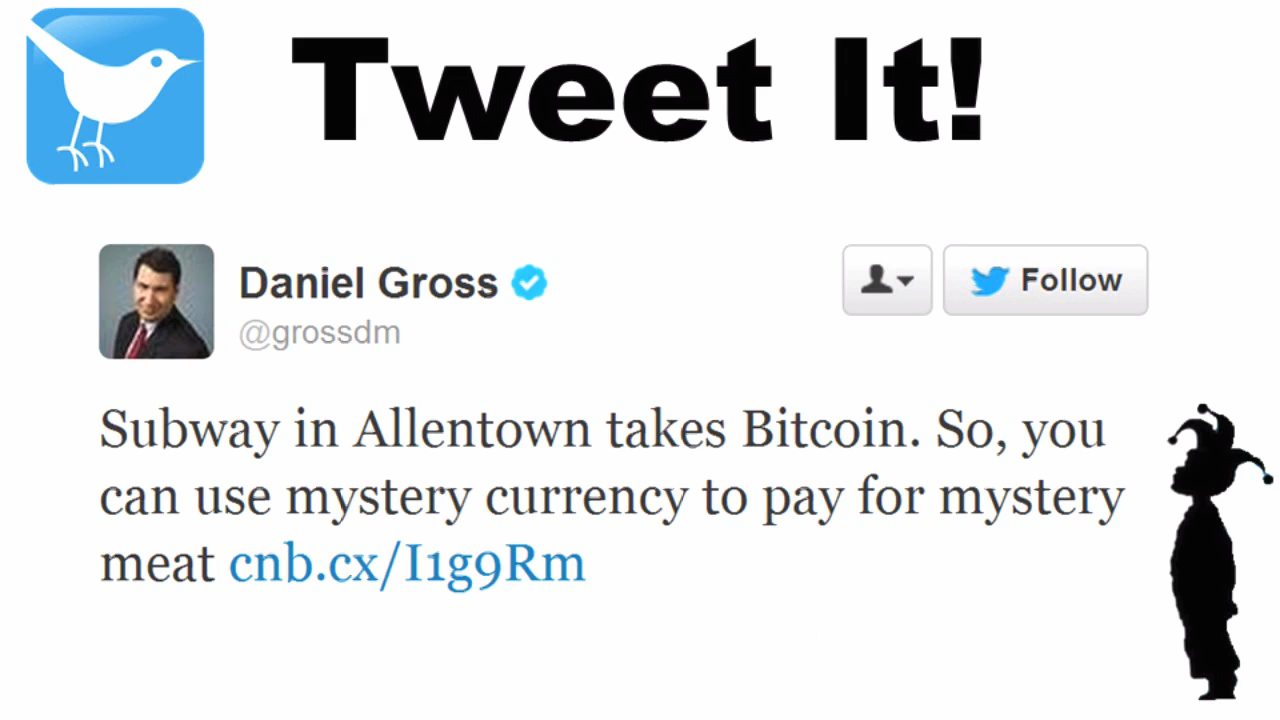 Tweet It!
Daniel Gross
@grossdm
Follow
Subway in Allentown takes Bitcoin. So, you
can use mystery currency to pay for mystery
meat cnb.cx/I1g9Rm